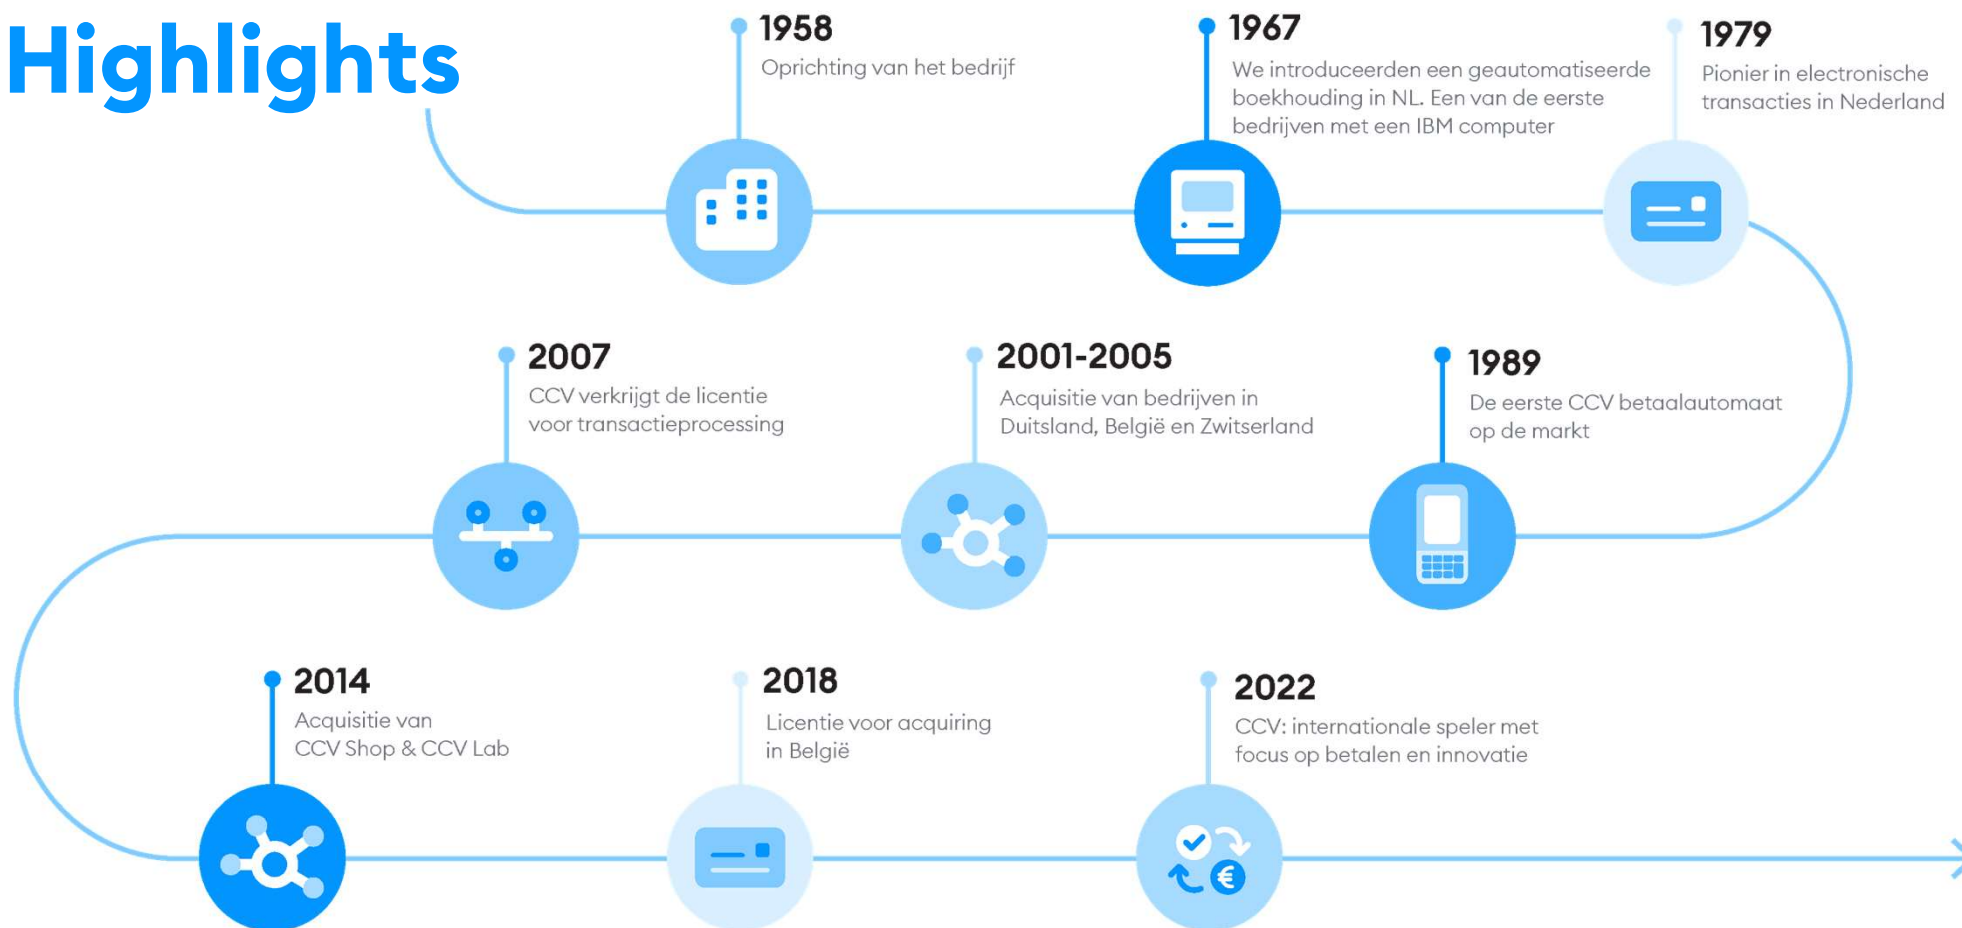 Highlights
1958
Oprichting van het bedrijf
1967
We introduceerden een geautomatiseerde
boekhouding in NL. Een van de eerste
bedrijven met een IBM computer
1979
Pionier in electronische
transacties in Nederland
1989
De eerste CCV betaalautomaat
op de markt
2001-2005
Acquisitie van bedrijven in
Duitsland, België en Zwitserland
2007
CCV verkrijgt de licentie
voor transactieprocessing
2014
Acquisitie van
CCV Shop & CCV Lab
2018
Licentie voor acquiring
in België
2022
CCV: internationale speler met
focus op betalen en innovatie
€